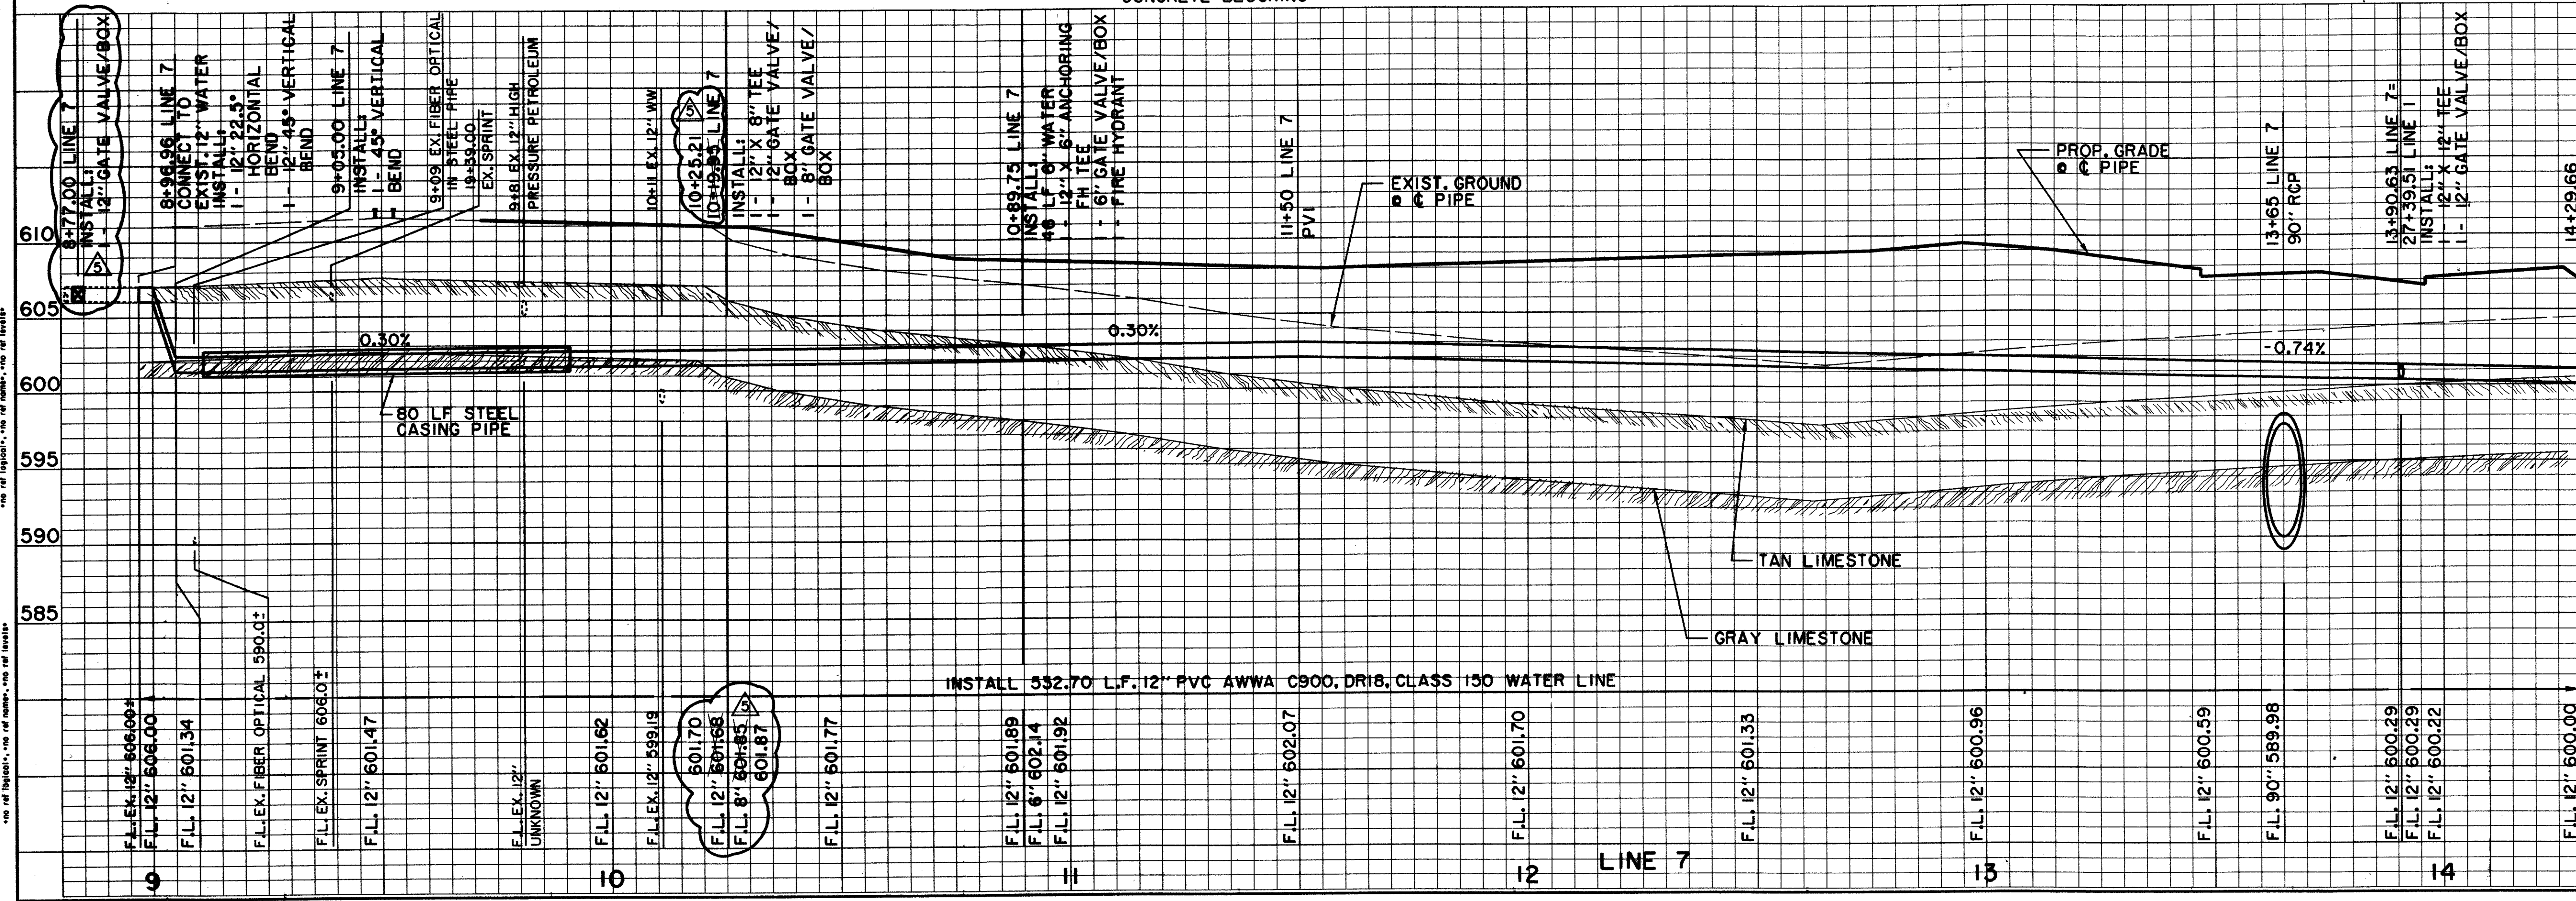 8+77.00 LINE 7
INSTALL:
1 - 12" GATE VALVE/BOX
5
8+96.96 LINE 7
CONNECT TO
EXIST. 12" WATER
INSTALL:
1 - 12" 22.5°
HORIZONTAL
BEND
1 - 12" 45° VERTICAL
BEND
9+05.00 LINE 7
INSTALL:
1 - 45° VERTICAL
BEND
9+09 EX. FIBER OPTICAL
IN STEEL PIPE
19+39.00
EX. SPRINT
9+81 EX. 12" HIGH
PRESSURE PETROLEUM
10+11 EX. 12" WW
5
10+25.21
10+19.95 LINE 7
INSTALL:
1 - 12" X 8" TEE
1 - 12" GATE VALVE/
BOX
1 - 8" GATE VALVE/
BOX
10+89.75 LINE 7
INSTALL:
46 LF 6" WATER
1 - 12" X 6" ANCHORING
FH TEE
1 - 6" GATE VALVE/BOX
1 - FIRE HYDRANT
11+50 LINE 7
PVI
EXIST. GROUND
@ ℄ PIPE
PROP. GRADE
@ ℄ PIPE
13+65 LINE 7
90" RCP
13+90.63 LINE 7=
27+39.51 LINE 1
INSTALL:
1 - 12" X 12" TEE
1 - 12" GATE VALVE/BOX
14+29.66
610
605
600
595
590
585
0.30%
0.30%
-0.74%
80 LF STEEL
CASING PIPE
TAN LIMESTONE
GRAY LIMESTONE
INSTALL 532.70 L.F. 12" PVC AWWA C900, DR18, CLASS 150 WATER LINE
F.L. EX. 12" 606.00±
F.L. 12" 606.00
F.L. 12" 601.34
F.L. EX. FIBER OPTICAL 590.0±
F.L. EX. SPRINT 606.0±
F.L. 12" 601.47
F.L. EX. 12"
UNKNOWN
F.L. 12" 601.62
F.L. EX. 12" 599.19
601.70
F.L. 12" 601.68
F.L. 8" 601.85
601.87
5
F.L. 12" 601.77
F.L. 12" 601.89
F.L. 6" 602.14
F.L. 12" 601.92
F.L. 12" 602.07
F.L. 12" 601.70
F.L. 12" 601.33
F.L. 12" 600.96
F.L. 12" 600.59
F.L. 90" 589.98
F.L. 12" 600.29
F.L. 12" 600.29
F.L. 12" 600.22
F.L. 12" 600.00
9
10
11
12
LINE 7
13
14